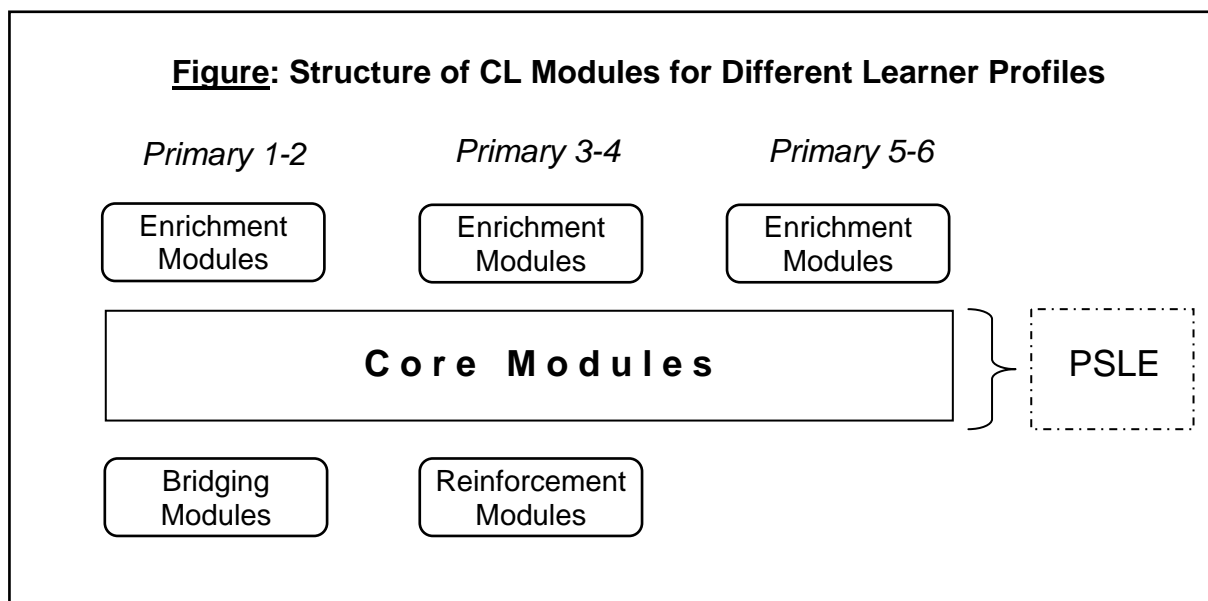 Figure: Structure of CL Modules for Different Learner Profiles
Primary 1-2
Primary 3-4
Primary 5-6
Enrichment
Modules
Enrichment
Modules
Enrichment
Modules
Core Modules
PSLE
Bridging
Modules
Reinforcement
Modules